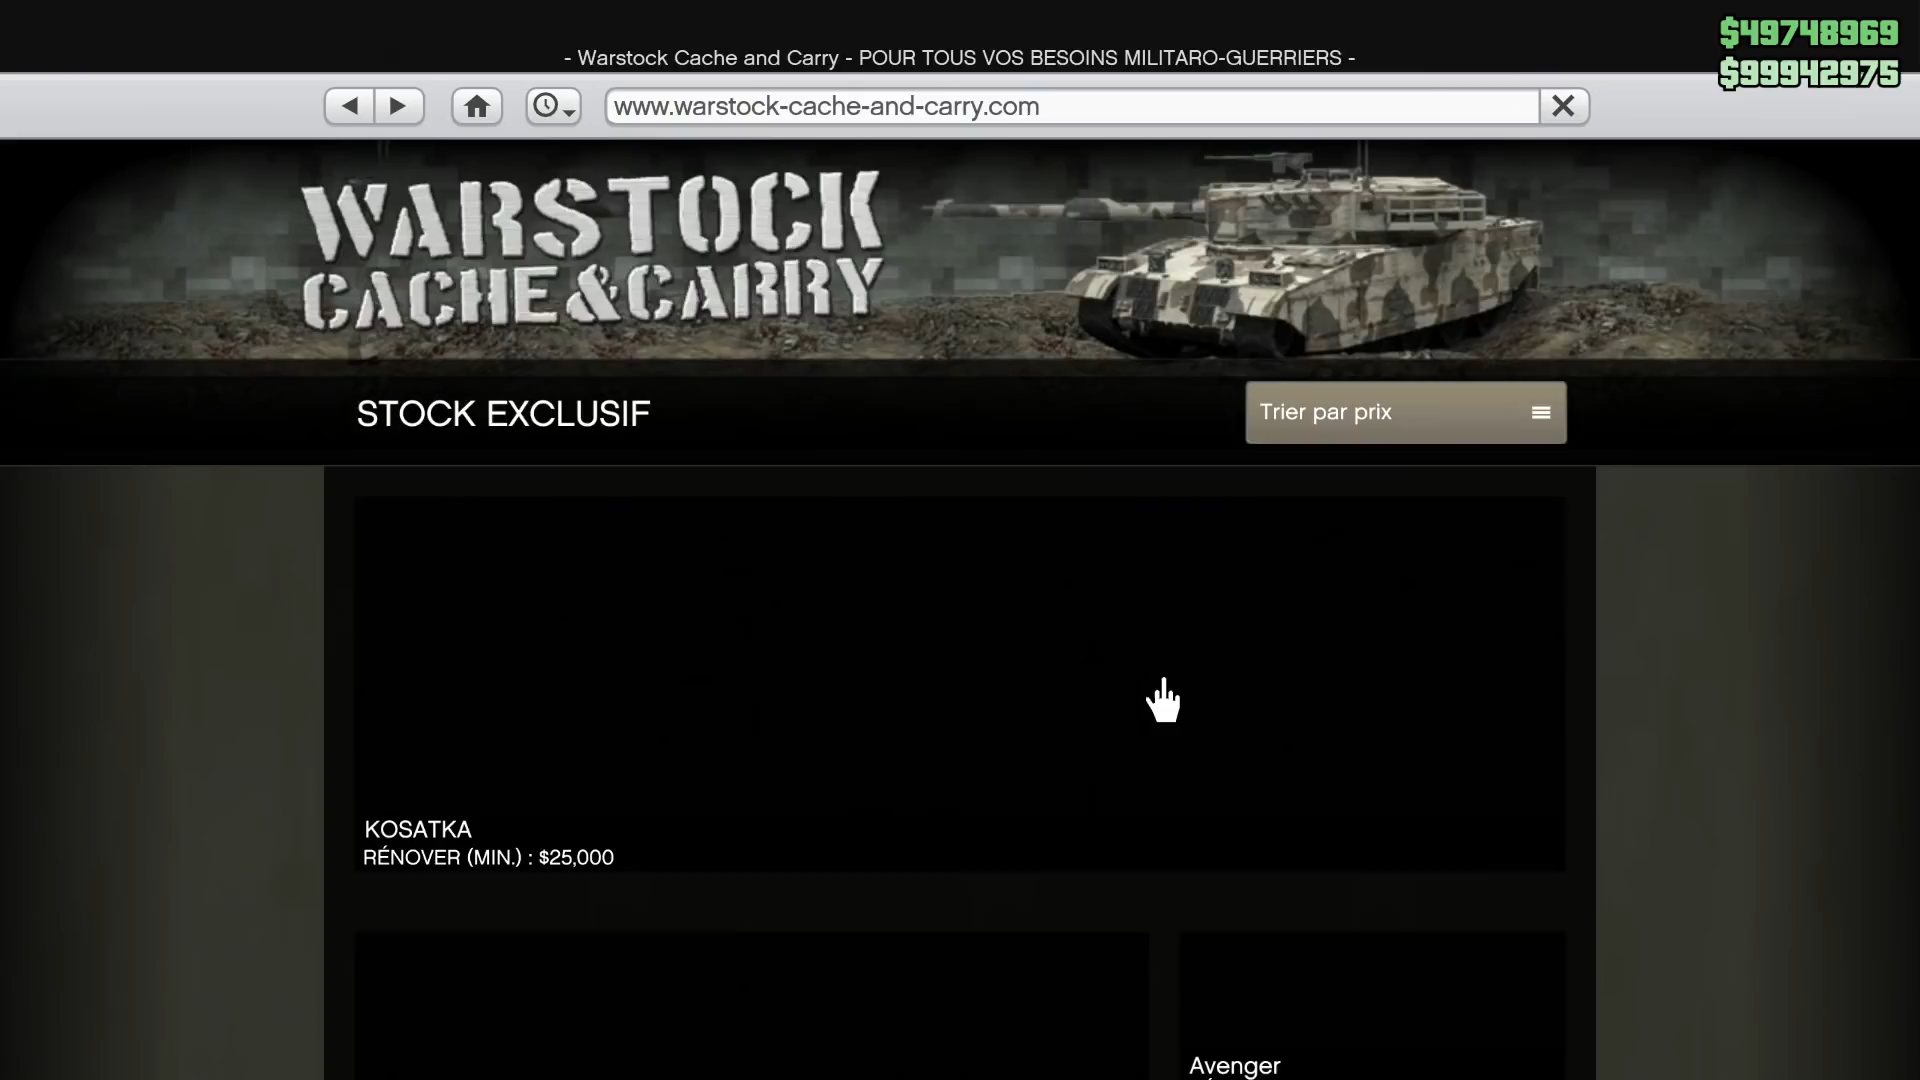 $49748969
$99942975
- Warstock Cache and Carry - POUR TOUS VOS BESOINS MILITARO-GUERRIERS -
www.warstock-cache-and-carry.com
WARSTOCK
CACHE&CARRY
STOCK EXCLUSIF
Trier par prix
KOSATKA
RÉNOVER (MIN.) : $25,000
Avenger